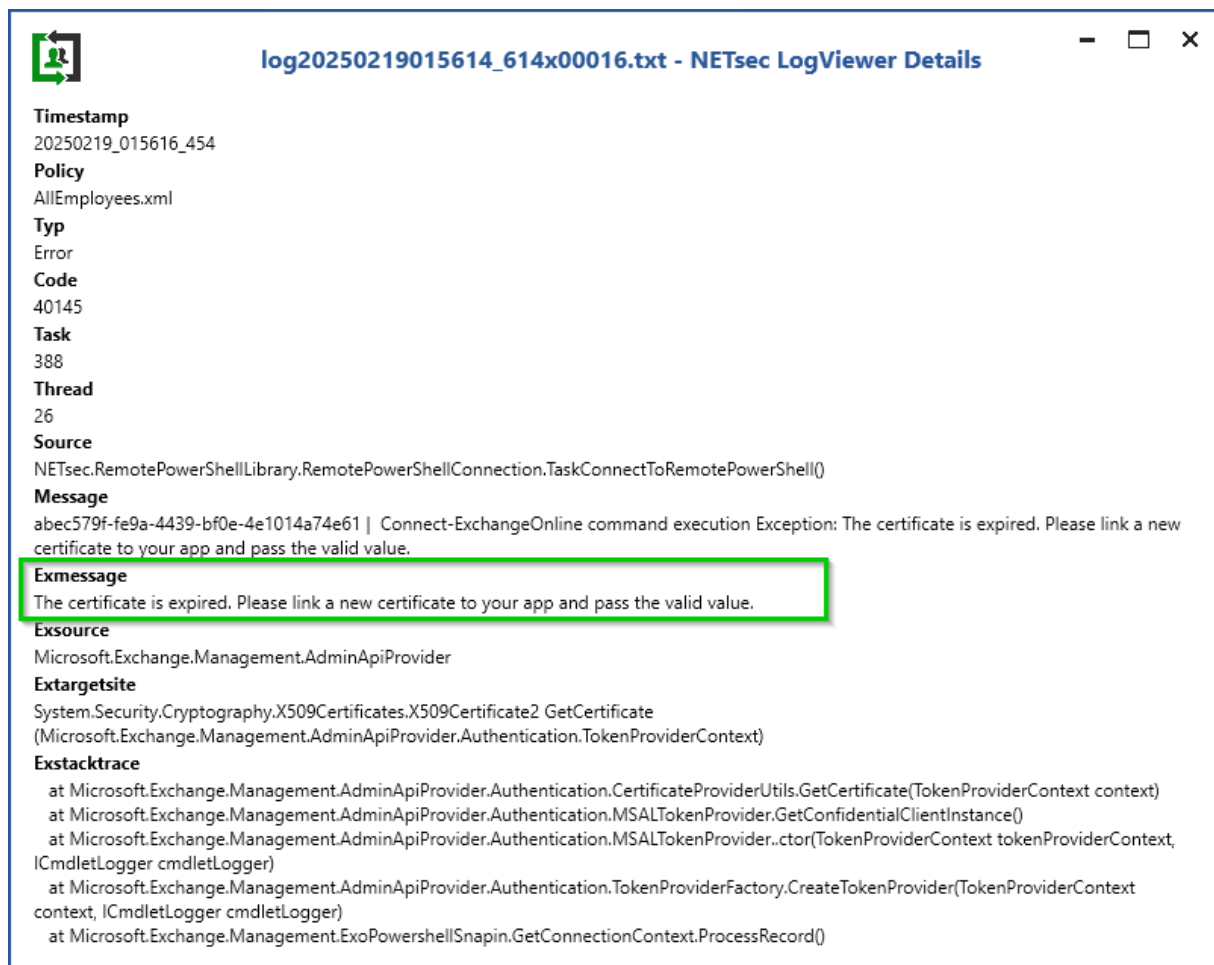 log20250219015614_614x00016.txt - NETsec LogViewer Details
Timestamp
20250219_015616_454
Policy
AllEmployees.xml
Typ
Error
Code
40145
Task
388
Thread
26
Source
NETsec.RemotePowerShellLibrary.RemotePowerShellConnection.TaskConnectToRemotePowerShell()
Message
abec579f-fe9a-4439-bf0e-4e1014a74e61 | Connect-ExchangeOnline command execution Exception: The certificate is expired. Please link a new
certificate to your app and pass the valid value.
Exmessage
The certificate is expired. Please link a new certificate to your app and pass the valid value.
Exsource
Microsoft.Exchange.Management.AdminApiProvider
Extargetsite
System.Security.Cryptography.X509Certificates.X509Certificate2 GetCertificate
(Microsoft.Exchange.Management.AdminApiProvider.Authentication.TokenProviderContext)
Exstacktrace
at Microsoft.Exchange.Management.AdminApiProvider.Authentication.CertificateProviderUtils.GetCertificate(TokenProviderContext context)
at Microsoft.Exchange.Management.AdminApiProvider.Authentication.MSALTokenProvider.GetConfidentialClientInstance()
at Microsoft.Exchange.Management.AdminApiProvider.Authentication.MSALTokenProvider..ctor(TokenProviderContext tokenProviderContext,
ICmdletLogger cmdletLogger)
at Microsoft.Exchange.Management.AdminApiProvider.Authentication.TokenProviderFactory.CreateTokenProvider(TokenProviderContext
context, ICmdletLogger cmdletLogger)
at Microsoft.Exchange.Management.ExoPowershellSnapin.GetConnectionContext.ProcessRecord()